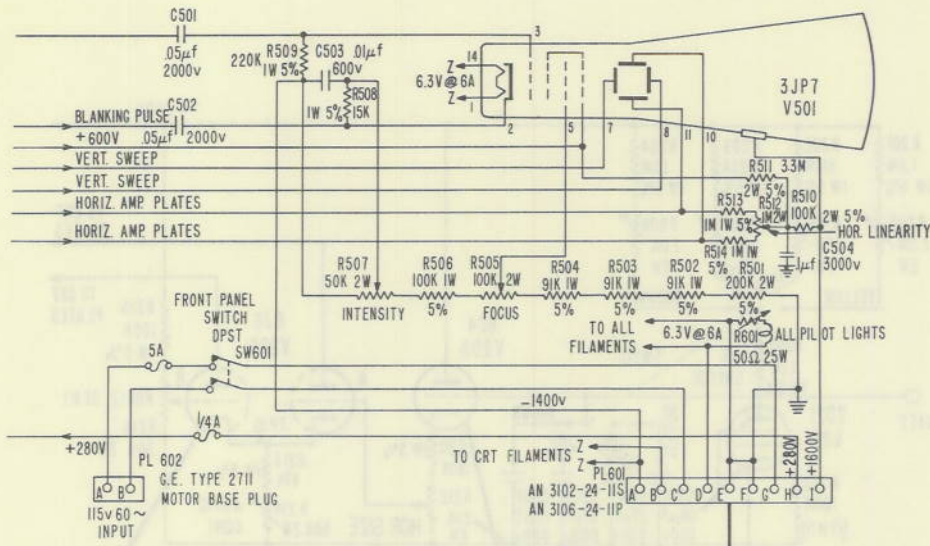 C501
.05μf
2000v
R509
220K
1W 5%
C503 .01μf
600v
R508
15K
1W 5%
C502
.05μf 2000v
BLANKING PULSE
+600V
VERT. SWEEP
VERT. SWEEP
HORIZ. AMP PLATES
HORIZ. AMP PLATES
3
14
Z
6.3V@6A
Z
1
2
5
7
8
11
10
3JP7
V501
R511 3.3M
2W 5%
R513
1M 1W 5%
R512
1M2W
R510
100K
2W 5%
HOR. LINEARITY
R514 1M 1W
5%
C504
1μf 3000v
R507
50K 2W
INTENSITY
R506
100K 1W
5%
R505
100K 2W
FOCUS
R504
91K 1W
5%
R503
91K 1W
5%
R502
91K 1W
5%
R501
200K 2W
5%
FRONT PANEL
SWITCH
DPST
SW601
5A
TO ALL
FILAMENTS
6.3V@6A
R601
50Ω 25W
ALL PILOT LIGHTS
-1400v
1/4A
+280V
PL 602
G.E. TYPE 2711
MOTOR BASE PLUG
A B
115v 60~
INPUT
TO CRT FILAMENTS
Z
Z
PL601
AN 3102-24-11S
AN 3106-24-11P
+280V
+1600V
A B C D E F G H I